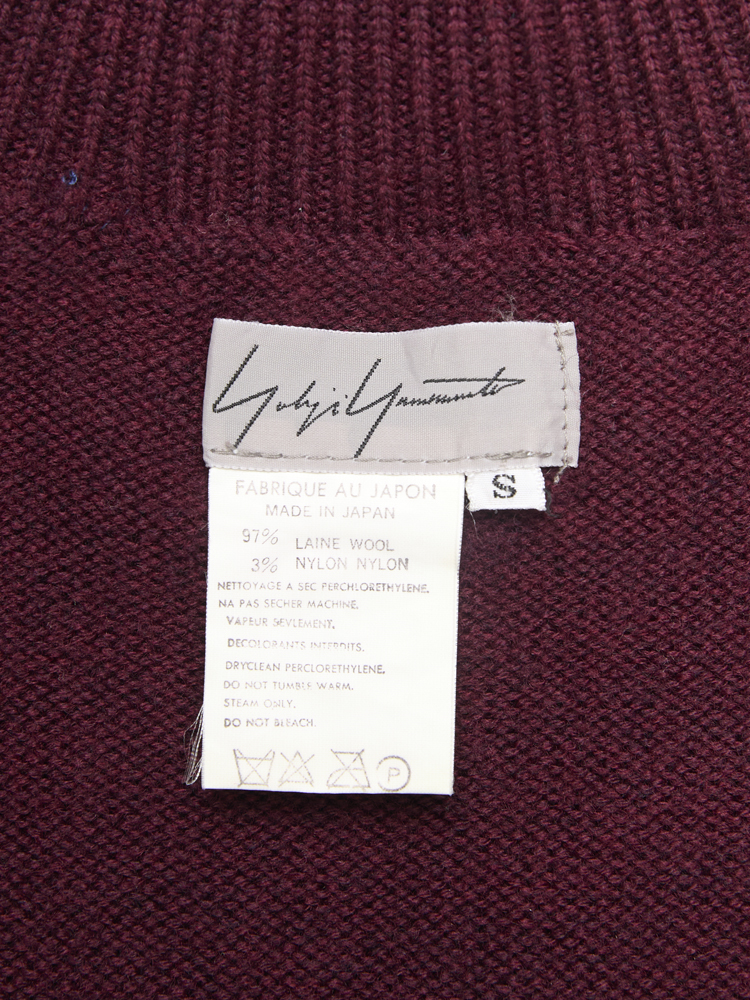 Yohji Yamamoto
S
FABRIQUE AU JAPON
MADE IN JAPAN
97% LAINE WOOL
3% NYLON NYLON
NETTOYAGE A SEC PERCHLORETHYLENE.
NA PAS SECHER MACHINE.
VAPEUR SEVLEMENT.
DECOLORANTS INTERDITS.
DRYCLEAN PERCLORETHYLENE.
DO NOT TUMBLE WARM.
STEAM ONLY.
DO NOT BLEACH.
P